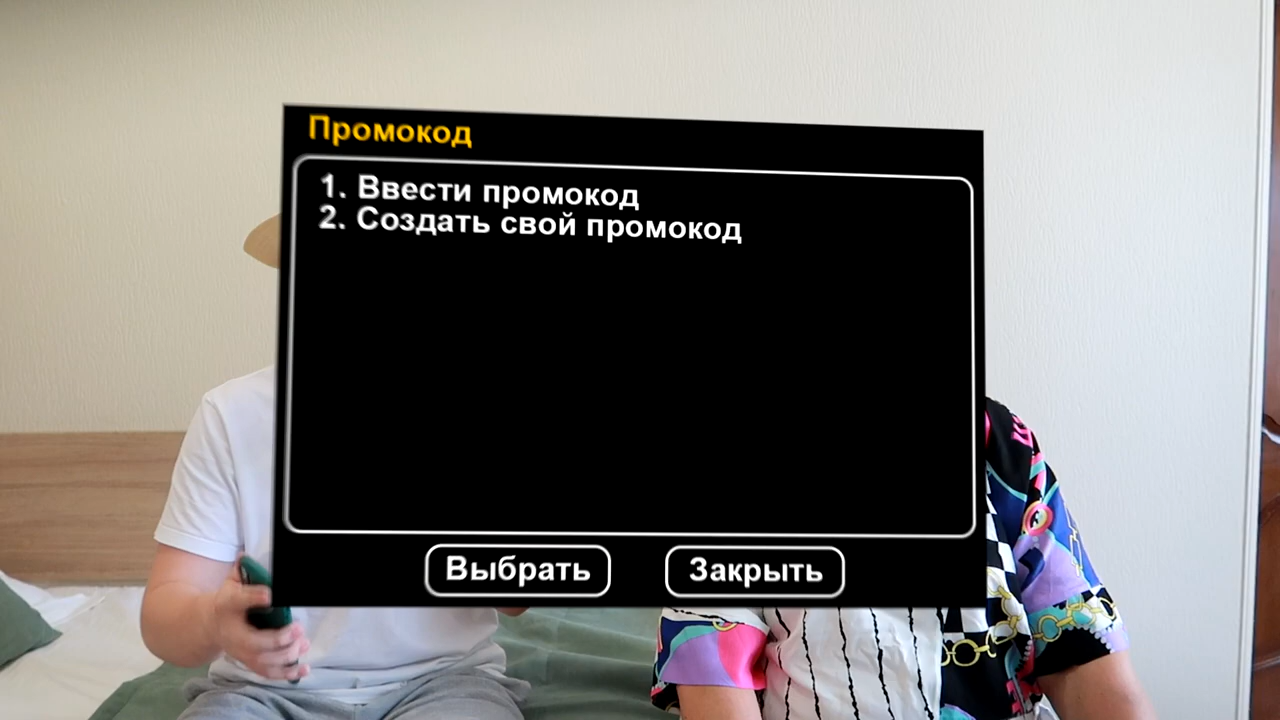 Промокод
1. Ввести промокод
2. Создать свой промокод
Выбрать Закрыть